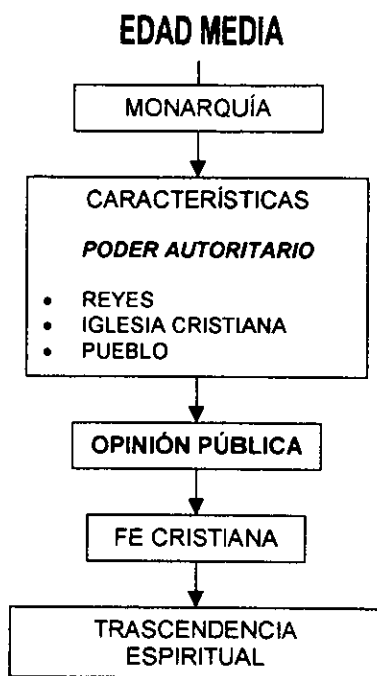 EDAD MEDIA
MONARQUÍA
CARACTERÍSTICAS
PODER AUTORITARIO
• REYES
• IGLESIA CRISTIANA
• PUEBLO
OPINIÓN PÚBLICA
FE CRISTIANA
TRASCENDENCIA
ESPIRITUAL